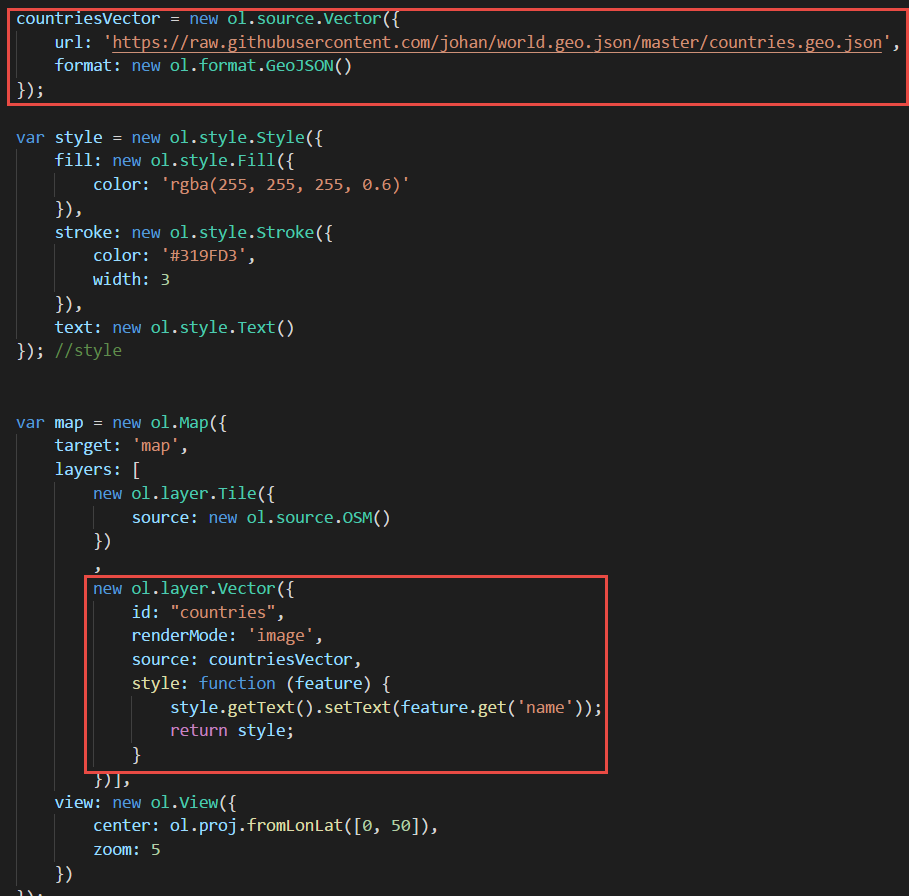 countriesVector = new ol.source.Vector({
    url: 'https://raw.githubusercontent.com/johan/world.geo.json/master/countries.geo.json',
    format: new ol.format.GeoJSON()
});
var style = new ol.style.Style({
    fill: new ol.style.Fill({
        color: 'rgba(255, 255, 255, 0.6)'
    }),
    stroke: new ol.style.Stroke({
        color: '#319FD3',
        width: 3
    }),
    text: new ol.style.Text()
}); //style
var map = new ol.Map({
    target: 'map',
    layers: [
        new ol.layer.Tile({
            source: new ol.source.OSM()
        })
        ,
        new ol.layer.Vector({
            id: "countries",
            renderMode: 'image',
            source: countriesVector,
            style: function (feature) {
                style.getText().setText(feature.get('name'));
                return style;
            }
        })],
    view: new ol.View({
        center: ol.proj.fromLonLat([0, 50]),
        zoom: 5
    })
});